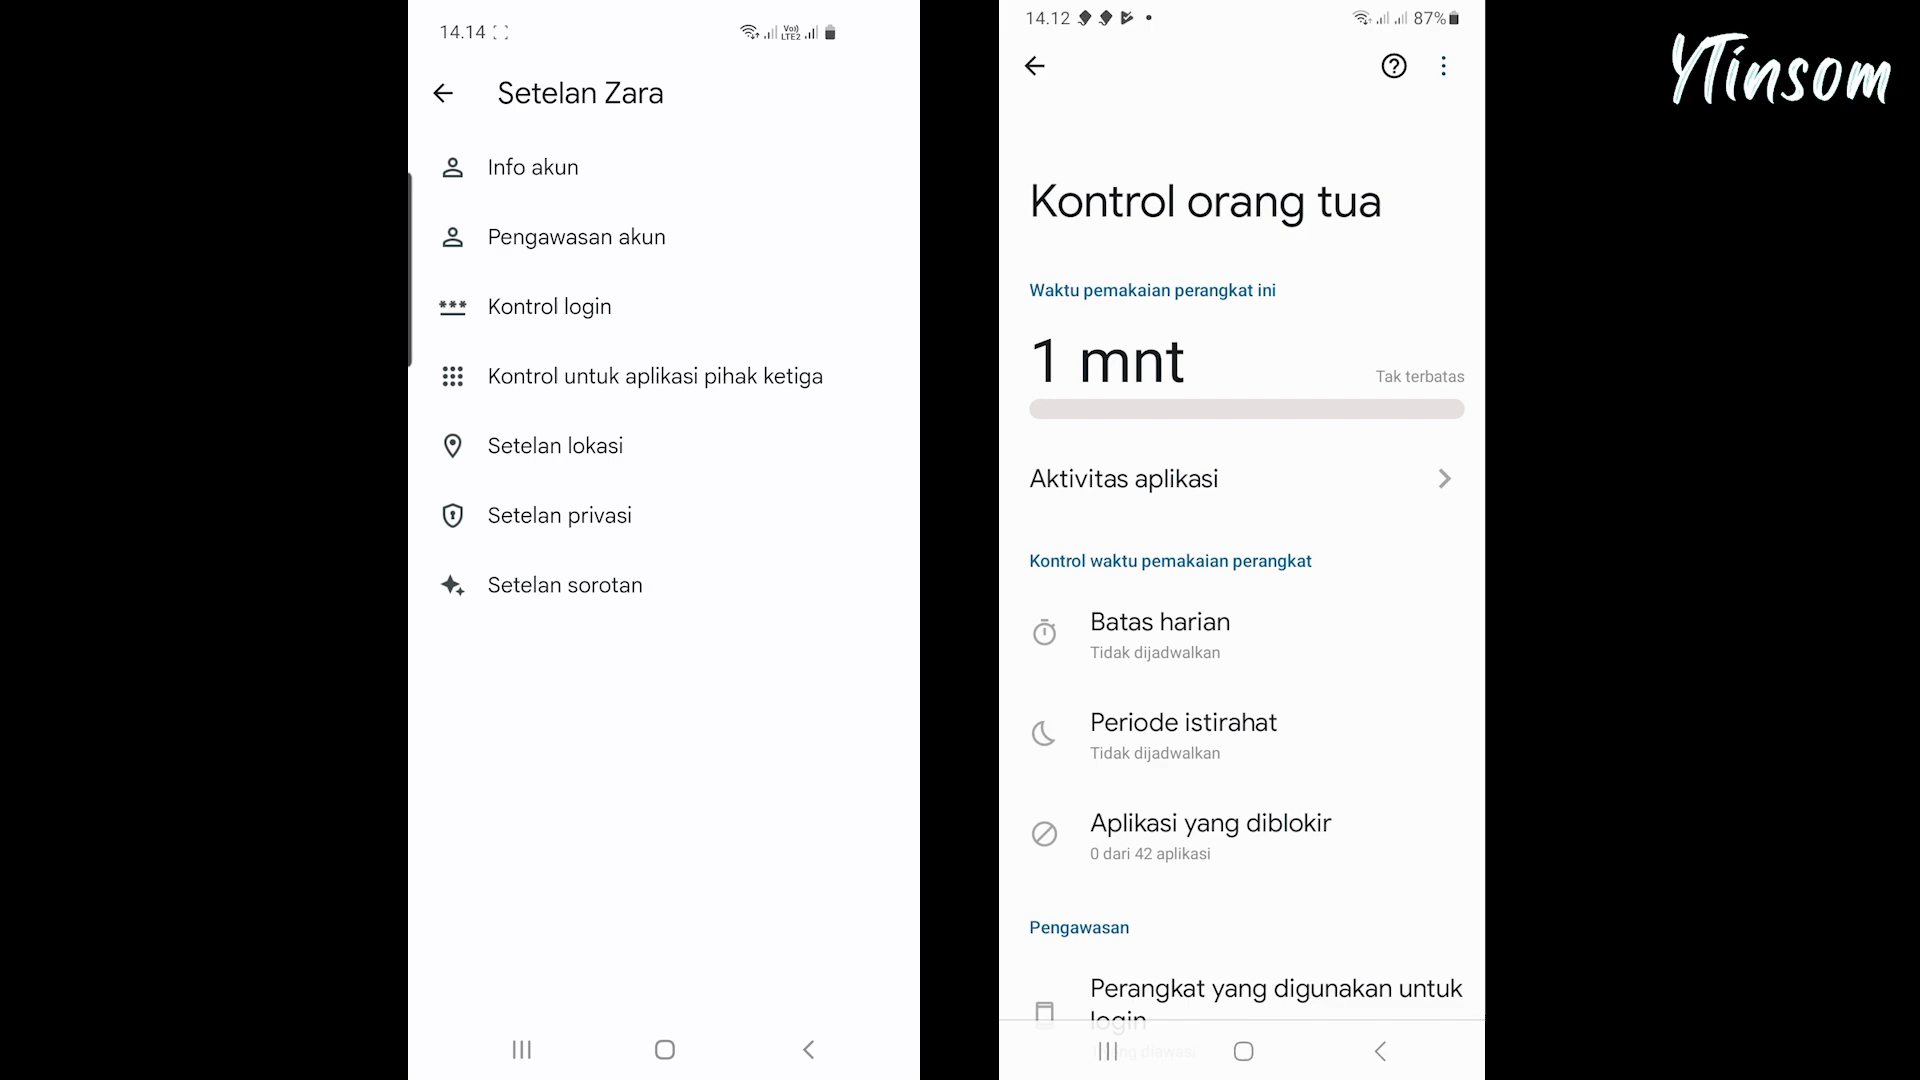 14.14
Voo)
LTE2
Setelan Zara
Info akun
Pengawasan akun
Kontrol login
Kontrol untuk aplikasi pihak ketiga
Setelan lokasi
Setelan privasi
Setelan sorotan
14.12
87%
Kontrol orang tua
Waktu pemakaian perangkat ini
1 mnt
Tak terbatas
Aktivitas aplikasi
Kontrol waktu pemakaian perangkat
Batas harian
Tidak dijadwalkan
Periode istirahat
Tidak dijadwalkan
Aplikasi yang diblokir
0 dari 42 aplikasi
Pengawasan
Perangkat yang digunakan untuk
login
YTinsom